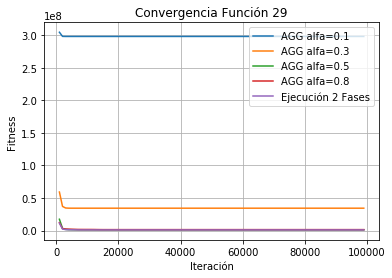 Convergencia Función 29
1e8
3.0
2.5
2.0
1.5
1.0
0.5
0.0
Fitness
AGG alfa=0.1
AGG alfa=0.3
AGG alfa=0.5
AGG alfa=0.8
Ejecución 2 Fases
0 20000 40000 60000 80000 100000
Iteración